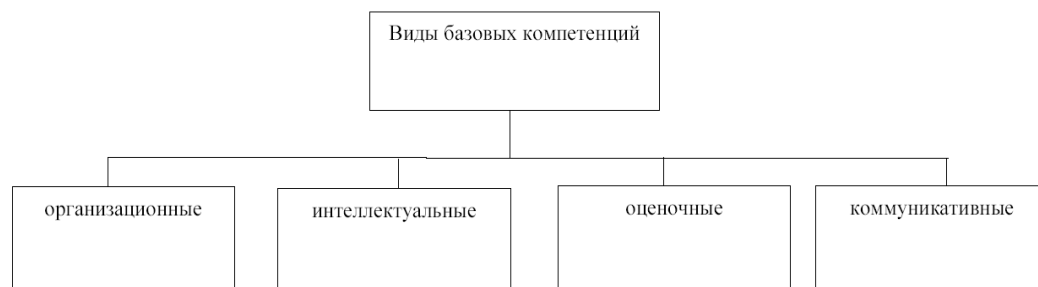 Виды базовых компетенций
организационные
интеллектуальные
оценочные
коммуникативные